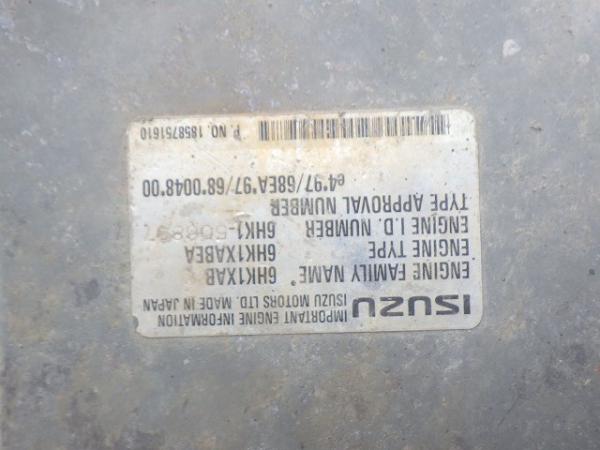 ISUZU
IMPORTANT ENGINE INFORMATION
ISUZU MOTORS LTD. MADE IN JAPAN
ENGINE FAMILY NAME 6HK1XAB
ENGINE TYPE 6HK1XABEA
ENGINE I.D. NUMBER 6HK1-
TYPE APPROVAL NUMBER
e4*97/68EA*97/68*0048*00
P. NO. 1858751610